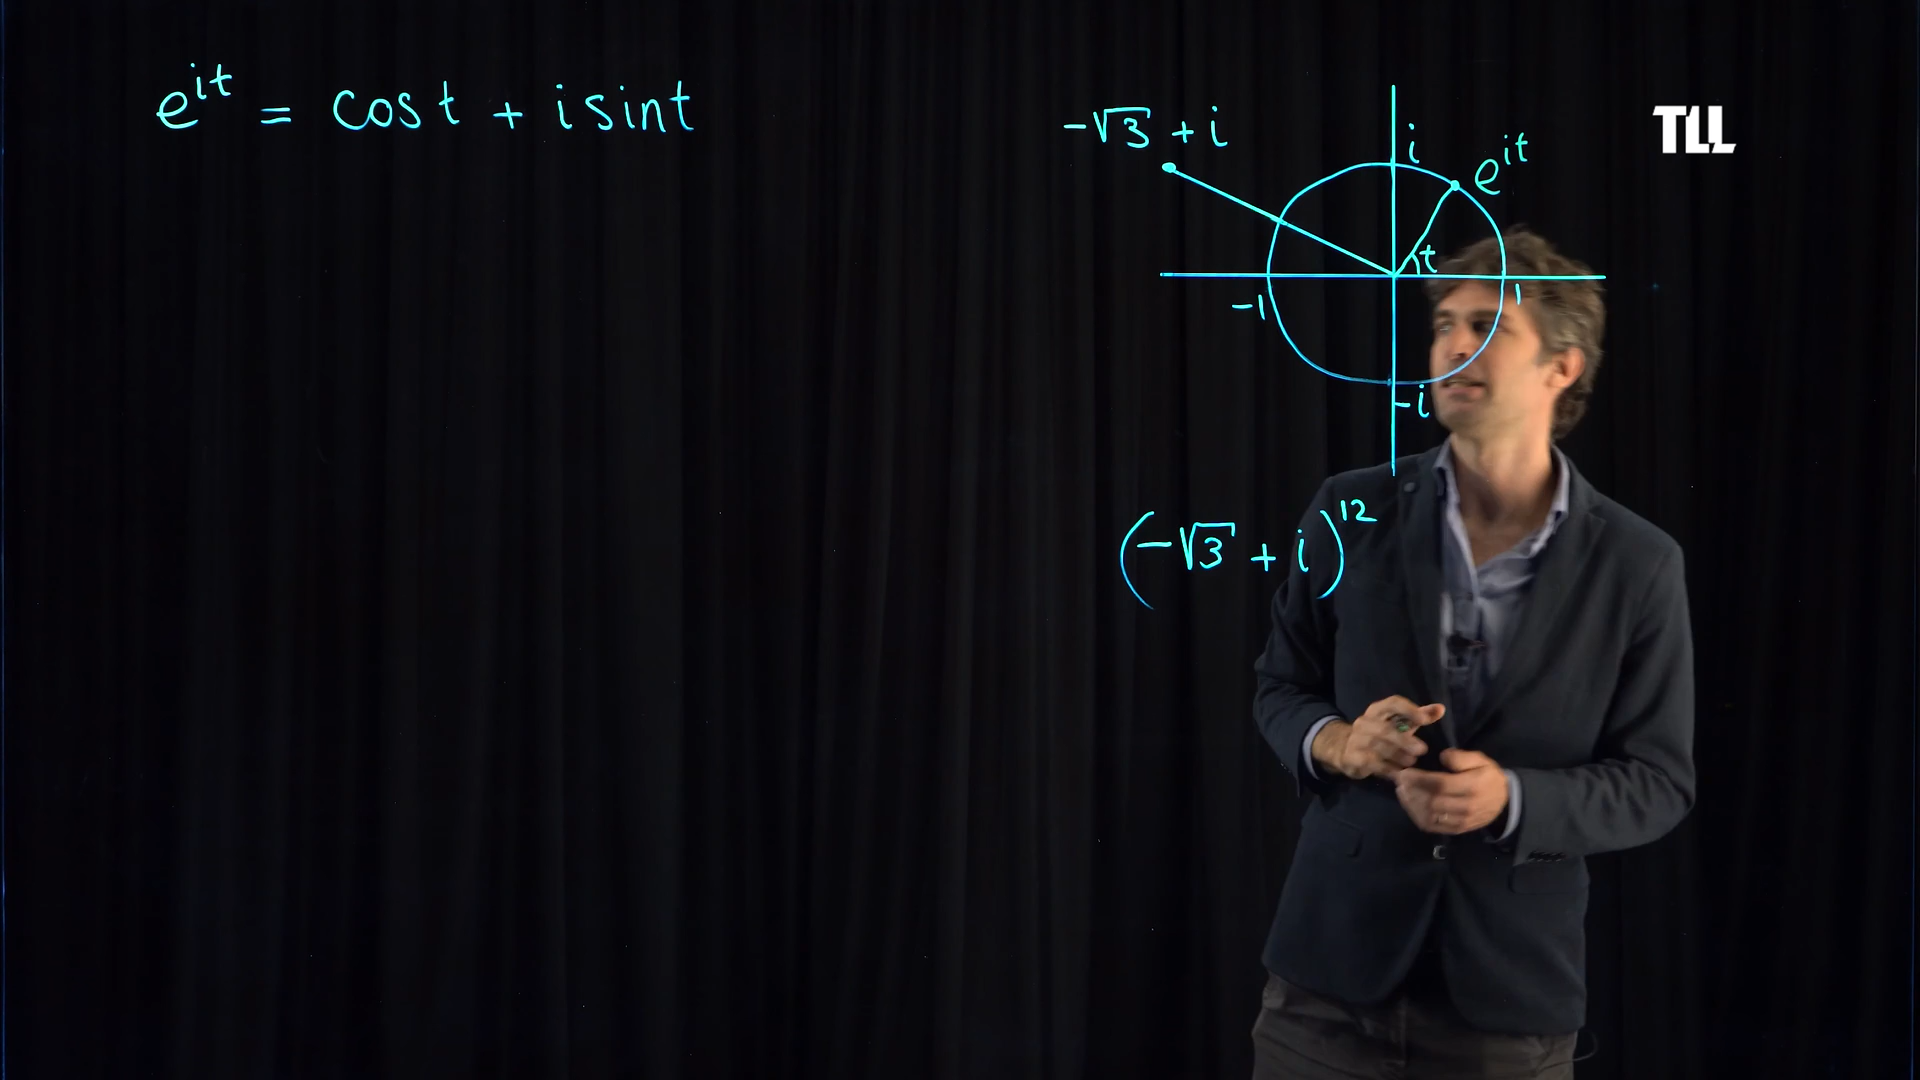 e^{it} = cos t + i sin t
-√3 + i
i
e^{it}
TLL
t
-1
1
-i
(-√3 + i)^{12}